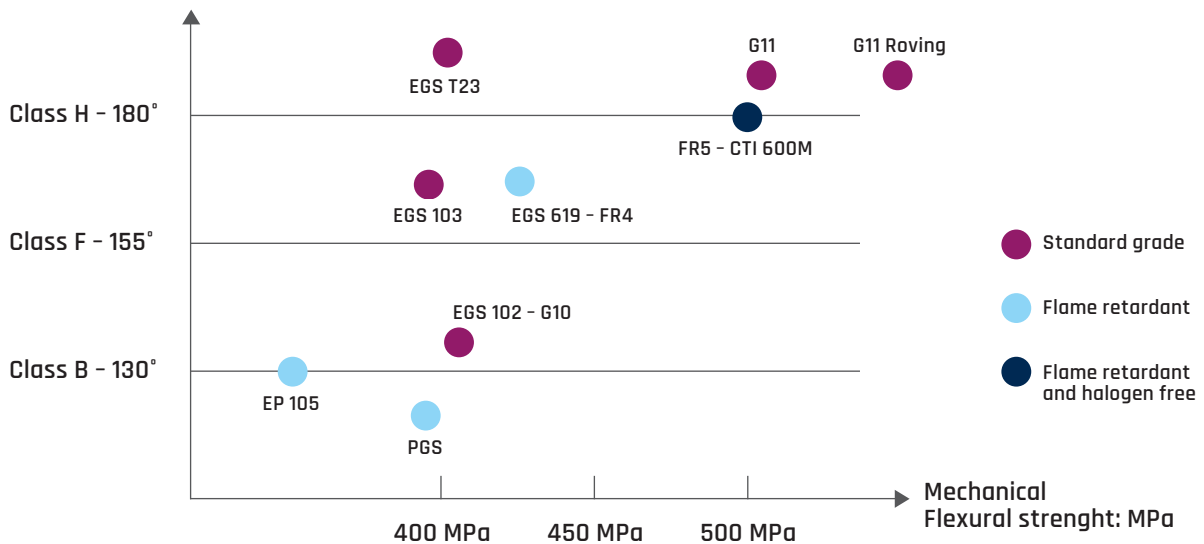 G11
G11 Roving
EGS T23
Class H – 180°
FR5 – CTI 600M
EGS 103
EGS 619 – FR4
Class F – 155°
Standard grade
Flame retardant
EGS 102 – G10
Class B – 130°
Flame retardant
and halogen free
EP 105
PGS
Mechanical
Flexural strenght: MPa
400 MPa
450 MPa
500 MPa